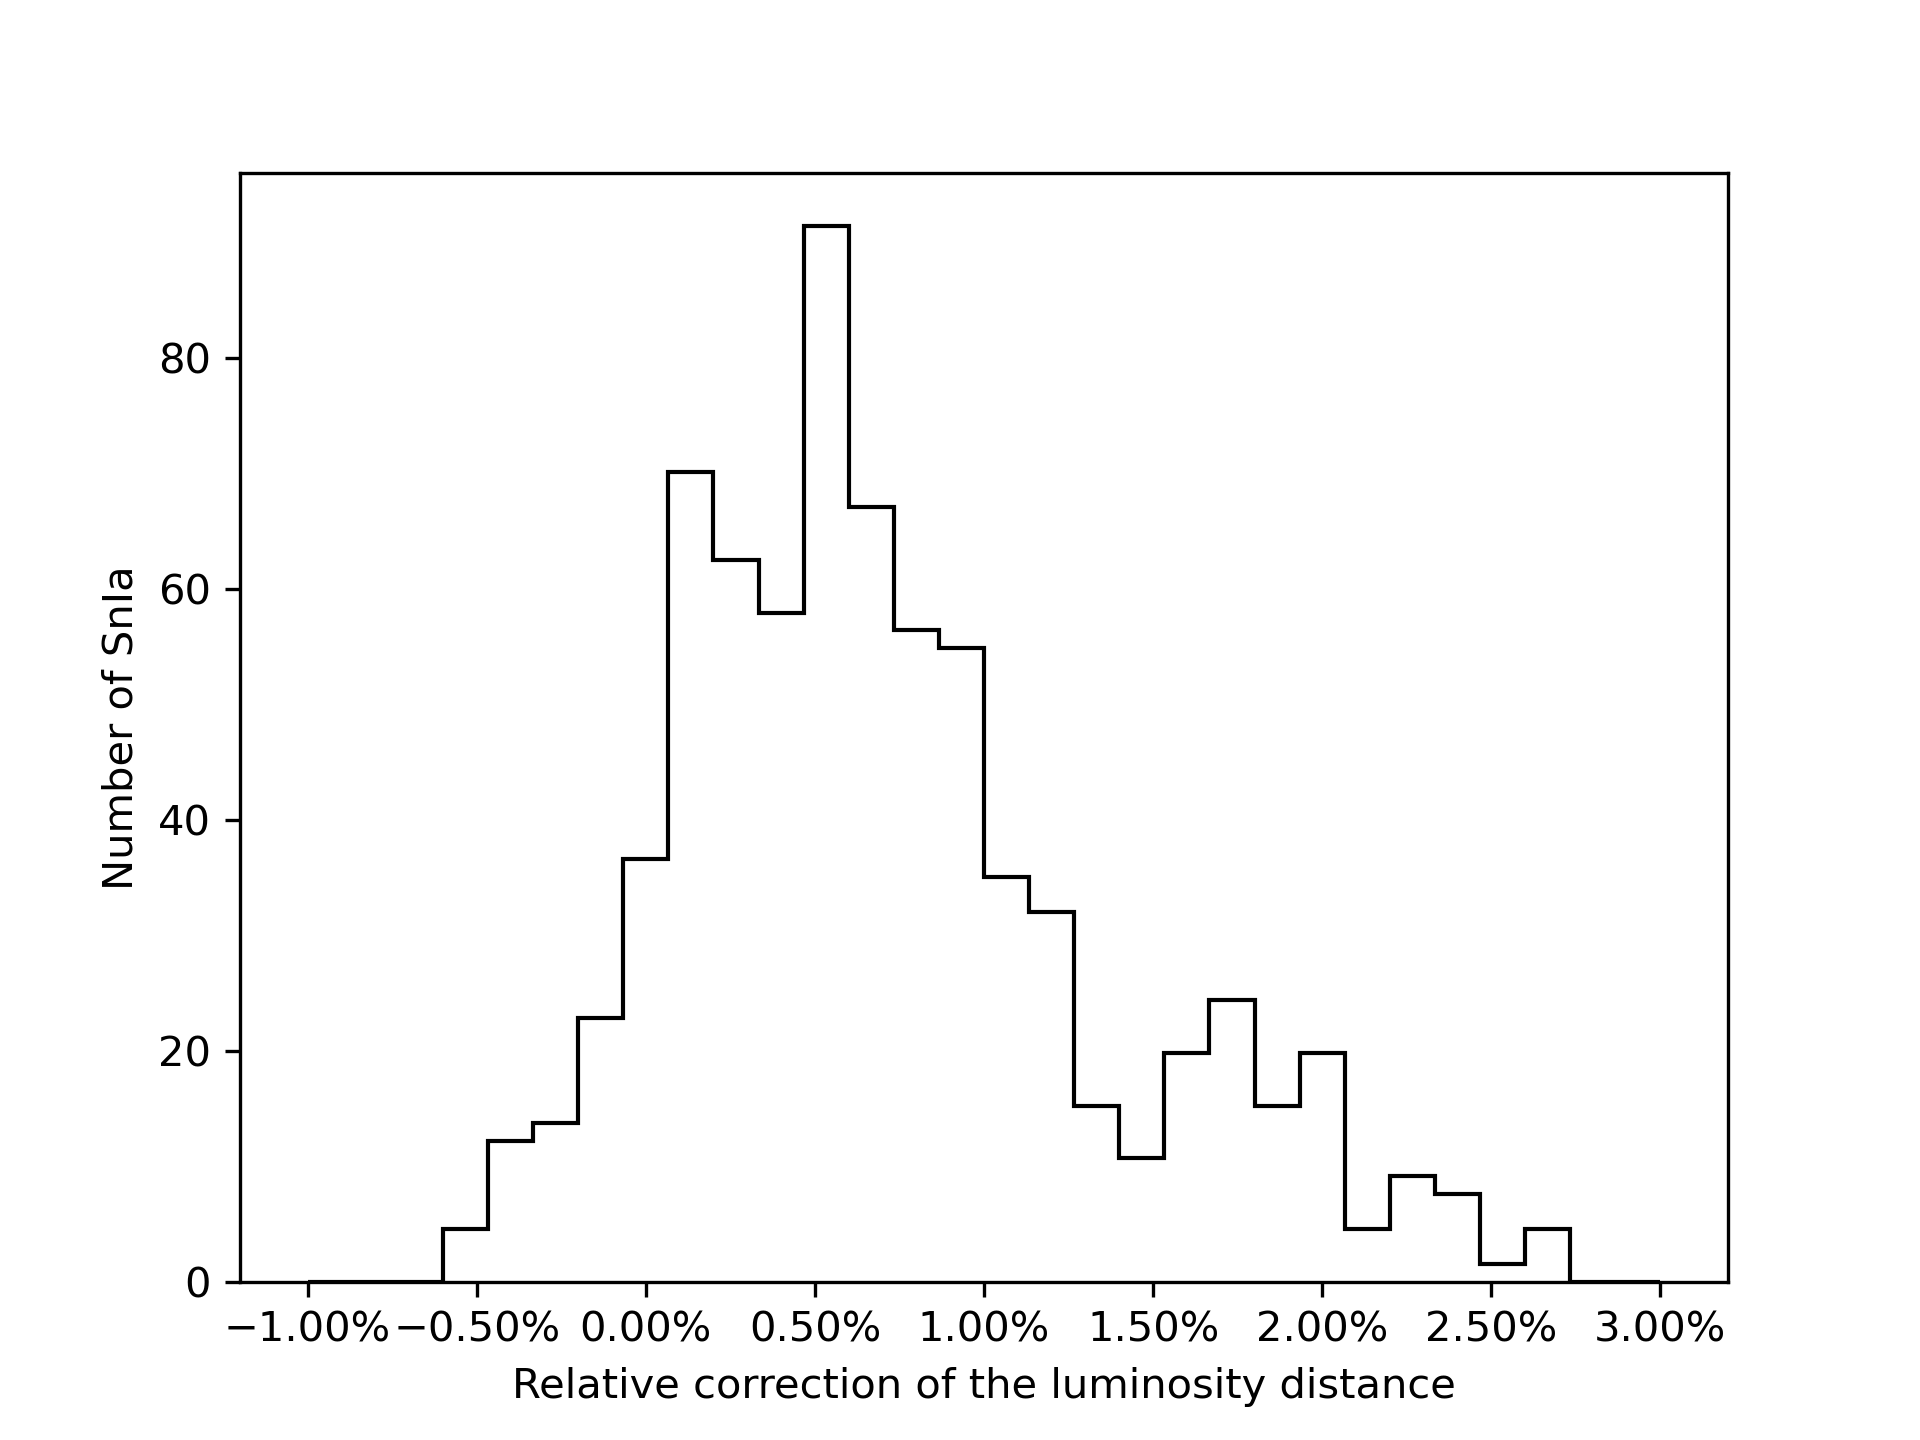 Number of SnIa
80
60
40
20
0
−1.00% −0.50% 0.00% 0.50% 1.00% 1.50% 2.00% 2.50% 3.00%
Relative correction of the luminosity distance